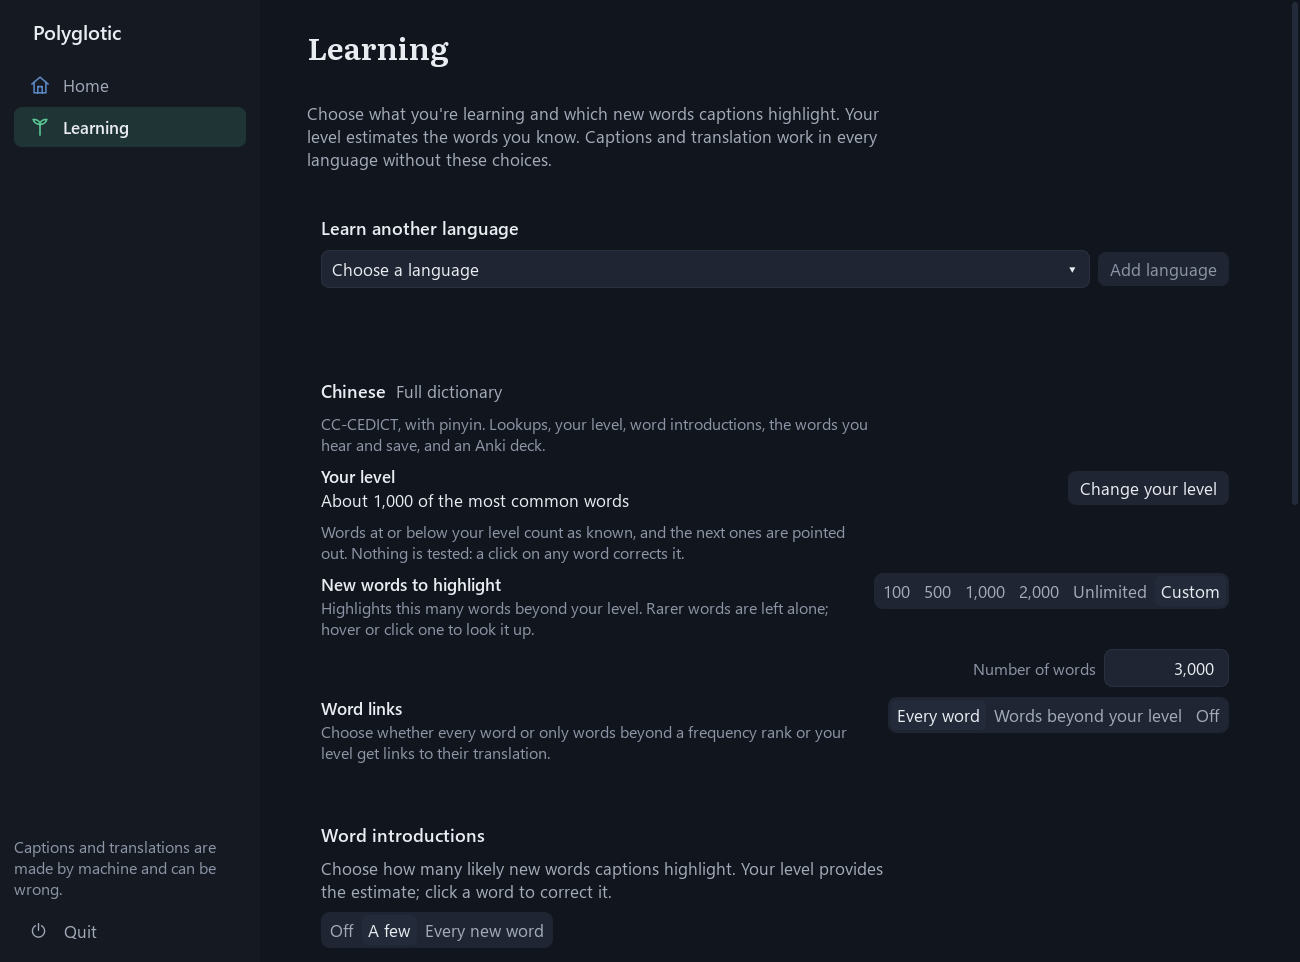 Polyglotic
Home
Learning
Captions and translations are
made by machine and can be
wrong.
Quit
Learning
Choose what you're learning and which new words captions highlight. Your
level estimates the words you know. Captions and translation work in every
language without these choices.
Learn another language
Choose a language
Add language
Chinese Full dictionary
CC-CEDICT, with pinyin. Lookups, your level, word introductions, the words you
hear and save, and an Anki deck.
Your level
About 1,000 of the most common words
Change your level
Words at or below your level count as known, and the next ones are pointed
out. Nothing is tested: a click on any word corrects it.
New words to highlight
Highlights this many words beyond your level. Rarer words are left alone;
hover or click one to look it up.
100 500 1,000 2,000 Unlimited Custom
Number of words 3,000
Word links
Choose whether every word or only words beyond a frequency rank or your
level get links to their translation.
Every word Words beyond your level Off
Word introductions
Choose how many likely new words captions highlight. Your level provides
the estimate; click a word to correct it.
Off A few Every new word